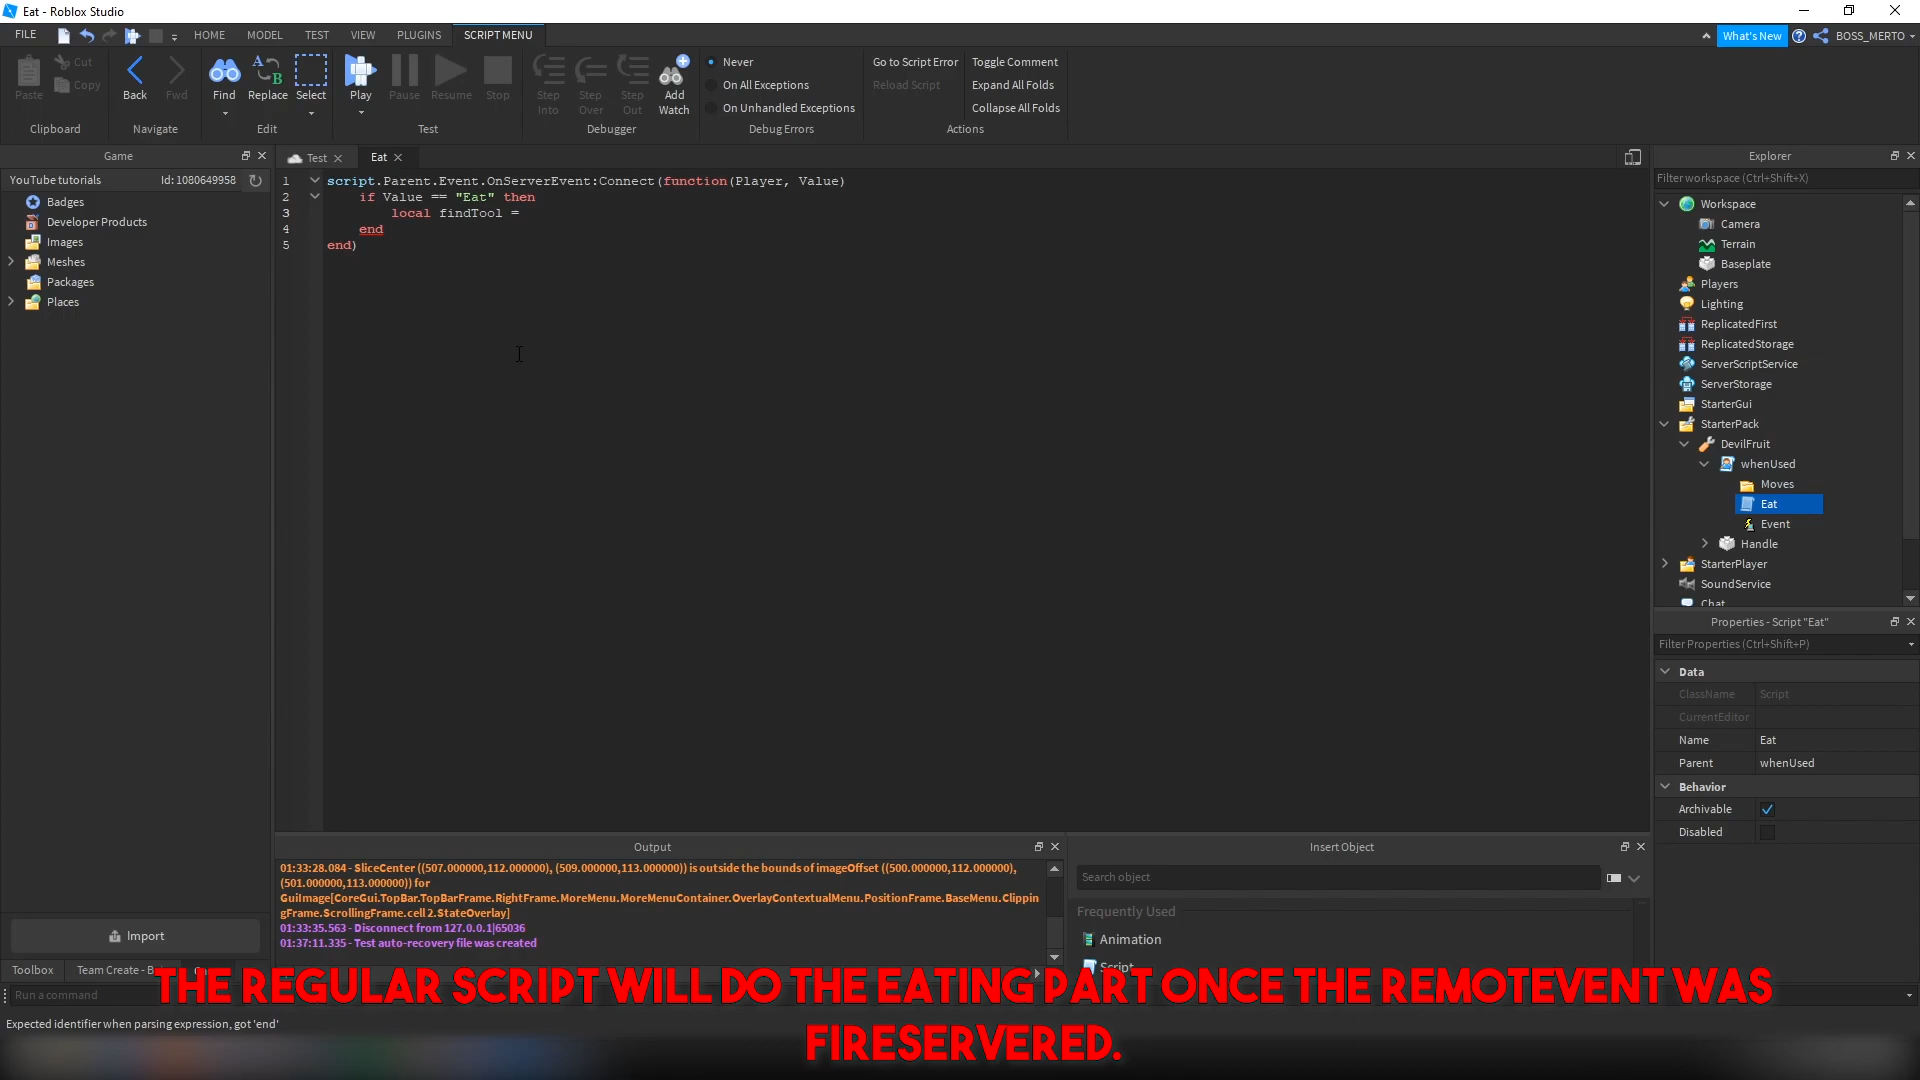 Eat - Roblox Studio
FILE HOME MODEL TEST VIEW PLUGINS SCRIPT MENU What's New BOSS_MERTO
Paste Cut Copy Back Fwd Find Replace Select Play Pause Resume Stop Step Into Step Over Step Out Add Watch
Never
On All Exceptions
On Unhandled Exceptions
Go to Script Error
Reload Script
Toggle Comment
Expand All Folds
Collapse All Folds
Clipboard Navigate Edit Test Debugger Debug Errors Actions
Game
YouTube tutorials Id: 1080649958
Badges
Developer Products
Images
Meshes
Packages
Places
Import
Toolbox Team Create - B
Test Eat
1 script.Parent.Event.OnServerEvent:Connect(function(Player, Value)
2 if Value == "Eat" then
3 local findTool =
4 end
5 end)
Output
01:33:28.084 - SliceCenter ((507.000000,112.000000), (509.000000,113.000000)) is outside the bounds of imageOffset ((500.000000,112.000000),
(501.000000,113.000000)) for
GuiImage[CoreGui.TopBar.TopBarFrame.RightFrame.MoreMenu.MoreMenuContainer.OverlayContextualMenu.PositionFrame.BaseMenu.Clippin
gFrame.ScrollingFrame.cell 2.StateOverlay]
01:33:35.563 - Disconnect from 127.0.0.1|65036
01:37:11.335 - Test auto-recovery file was created
Insert Object
Search object
Frequently Used
Animation
Script
Explorer
Filter workspace (Ctrl+Shift+X)
Workspace
Camera
Terrain
Baseplate
Players
Lighting
ReplicatedFirst
ReplicatedStorage
ServerScriptService
ServerStorage
StarterGui
StarterPack
DevilFruit
whenUsed
Moves
Eat
Event
Handle
StarterPlayer
SoundService
Chat
Properties - Script "Eat"
Filter Properties (Ctrl+Shift+P)
Data
ClassName Script
CurrentEditor
Name Eat
Parent whenUsed
Behavior
Archivable
Disabled
Run a command
Expected identifier when parsing expression, got 'end'
THE REGULAR SCRIPT WILL DO THE EATING PART ONCE THE REMOTEVENT WAS
FIRESERVERED.